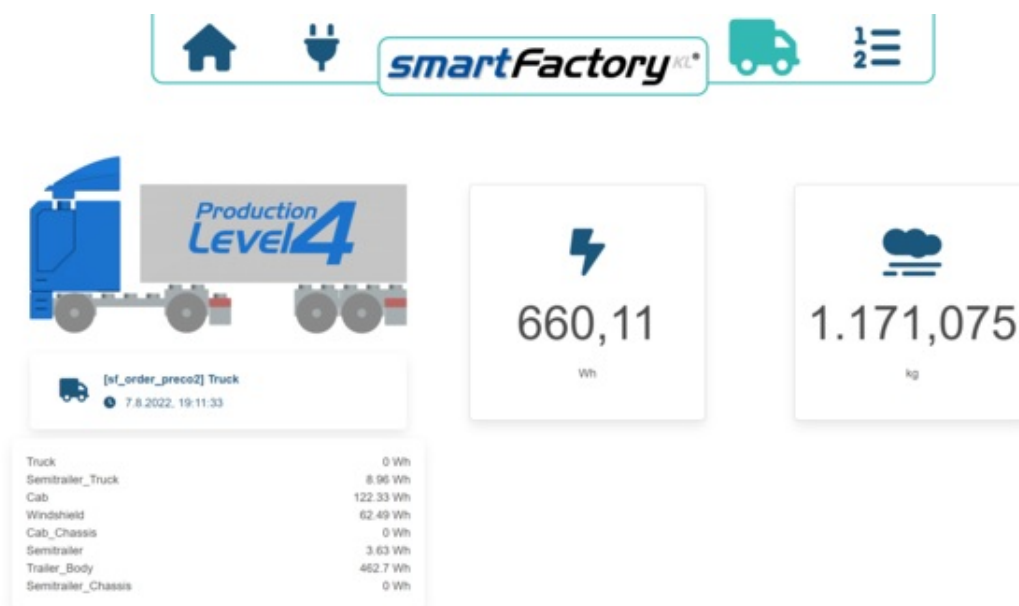 1
2
smartFactory KL®
Production
Level4
660,11
Wh
1.171,075
kg
[sf_order_preco2] Truck
7.8.2022, 19:11:33
Truck 0 Wh
Semitrailer_Truck 8.96 Wh
Cab 122.33 Wh
Windshield 62.49 Wh
Cab_Chassis 0 Wh
Semitrailer 3.63 Wh
Trailer_Body 462.7 Wh
Semitrailer_Chassis 0 Wh